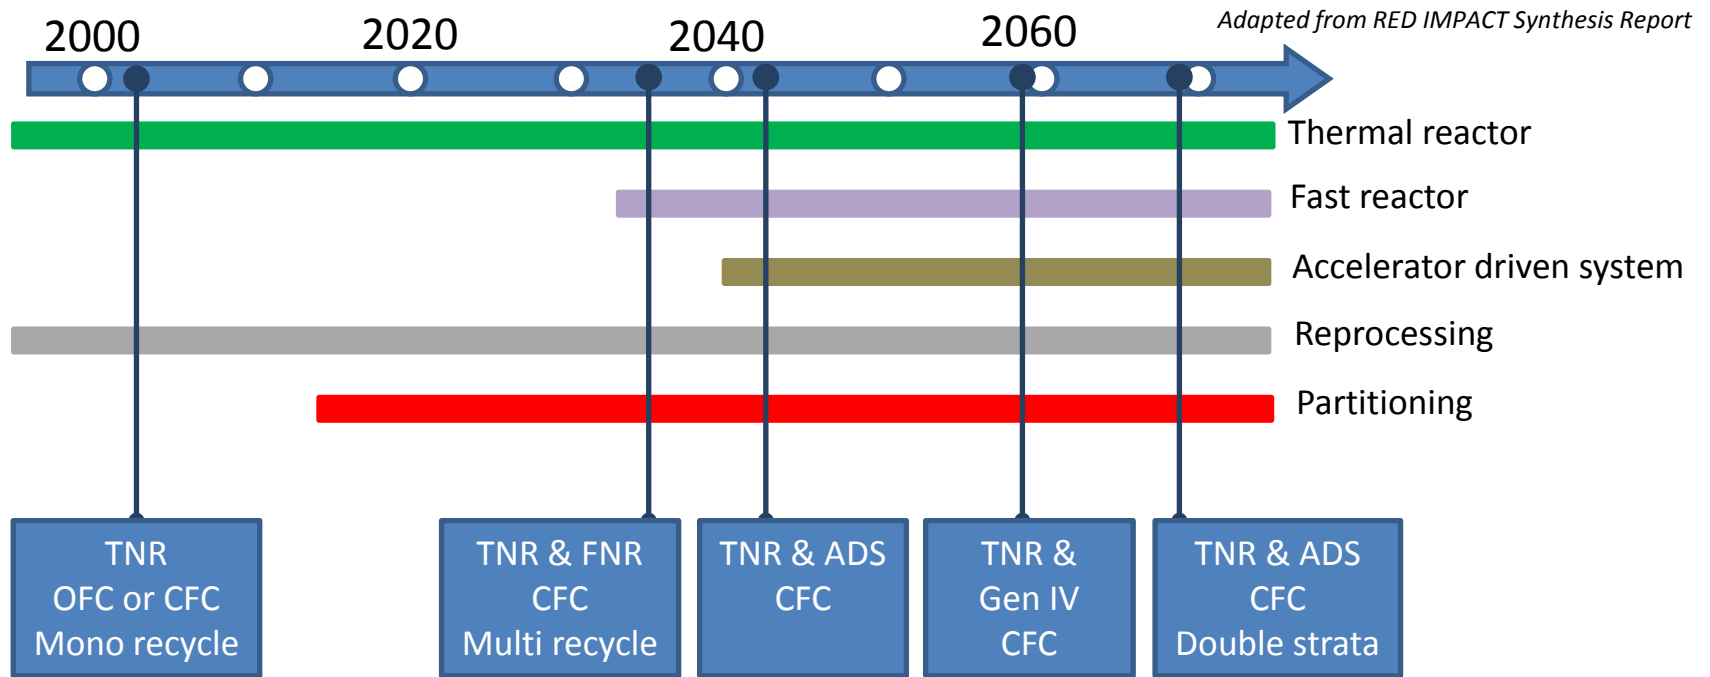 Adapted from RED IMPACT Synthesis Report
2000 2020 2040 2060
Thermal reactor
Fast reactor
Accelerator driven system
Reprocessing
Partitioning
TNR
OFC or CFC
Mono recycle
TNR & FNR
CFC
Multi recycle
TNR & ADS
CFC
TNR &
Gen IV
CFC
TNR & ADS
CFC
Double strata